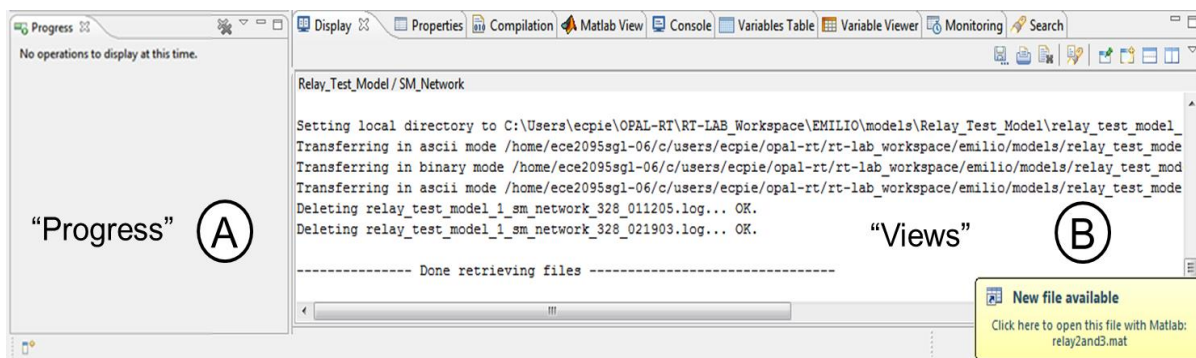 Progress
No operations to display at this time.
"Progress" A
Display Properties Compilation Matlab View Console Variables Table Variable Viewer Monitoring Search
Relay_Test_Model / SM_Network
Setting local directory to C:\Users\ecpie\OPAL-RT\RT-LAB_Workspace\EMILIO\models\Relay_Test_Model\relay_test_model_
Transferring in ascii mode /home/ece2095sgl-06/c/users/ecpie/opal-rt/rt-lab_workspace/emilio/models/relay_test_mode
Transferring in binary mode /home/ece2095sgl-06/c/users/ecpie/opal-rt/rt-lab_workspace/emilio/models/relay_test_mod
Transferring in ascii mode /home/ece2095sgl-06/c/users/ecpie/opal-rt/rt-lab_workspace/emilio/models/relay_test_mode
Deleting relay_test_model_1_sm_network_328_011205.log... OK.
Deleting relay_test_model_1_sm_network_328_021903.log... OK.
"Views" B
--------------- Done retrieving files --------------------------------
New file available
Click here to open this file with Matlab:
relay2and3.mat